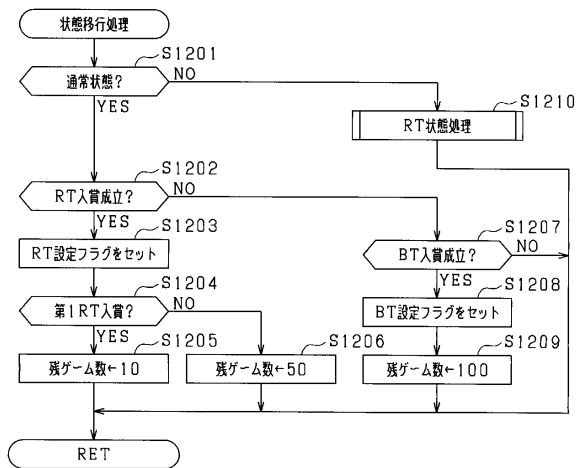 状態移行処理
S1201
通常状態?
NO
YES
S1210
RT状態処理
S1202
RT入賞成立?
NO
YES
S1203
RT設定フラグをセット
S1207
BT入賞成立?
NO
YES
S1204
第1RT入賞?
NO
YES
S1208
BT設定フラグをセット
S1205
残ゲーム数←10
S1206
残ゲーム数←50
S1209
残ゲーム数←100
RET